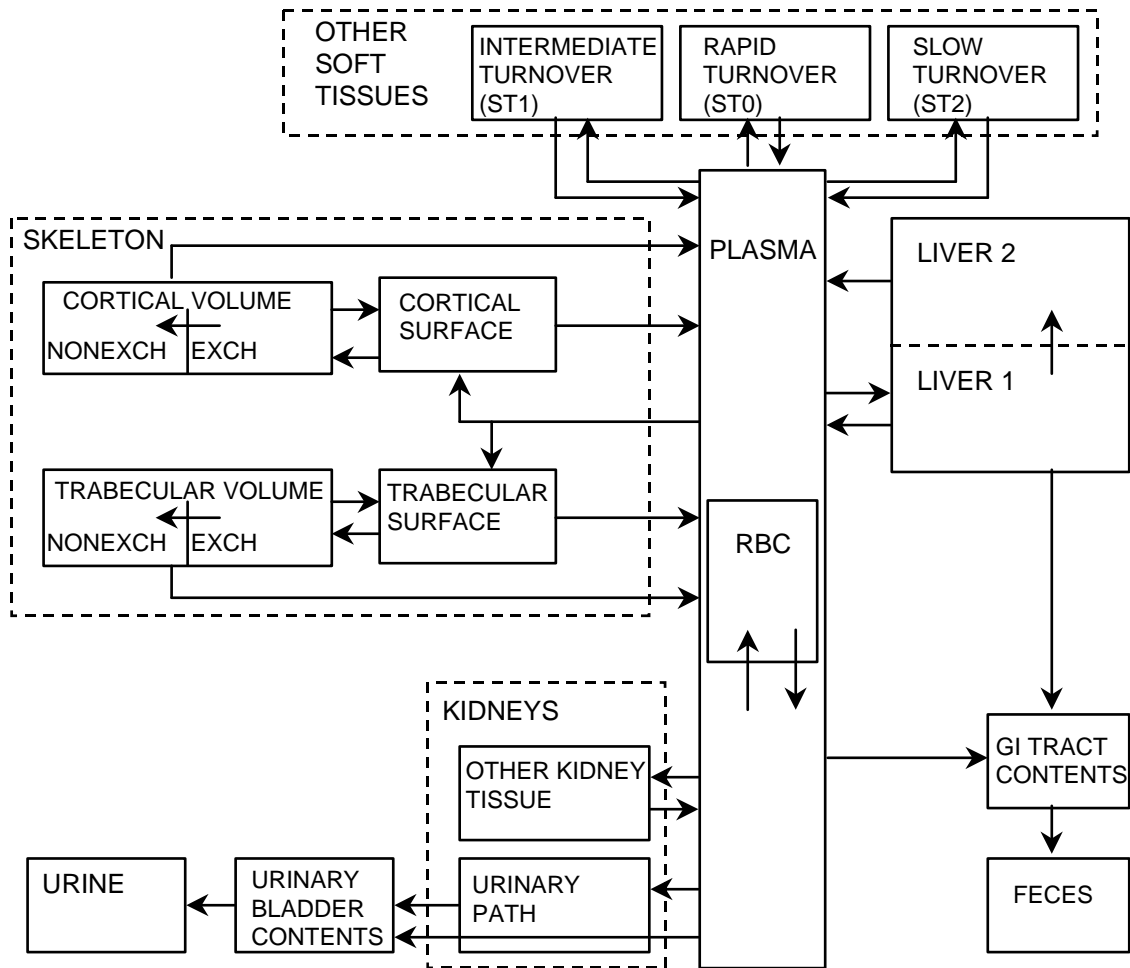 OTHER
SOFT
TISSUES
INTERMEDIATE
TURNOVER
(ST1)
RAPID
TURNOVER
(ST0)
SLOW
TURNOVER
(ST2)
SKELETON
CORTICAL VOLUME
NONEXCH
EXCH
CORTICAL
SURFACE
TRABECULAR VOLUME
NONEXCH
EXCH
TRABECULAR
SURFACE
PLASMA
RBC
LIVER 2
LIVER 1
KIDNEYS
OTHER KIDNEY
TISSUE
URINARY
PATH
URINARY
BLADDER
CONTENTS
URINE
GI TRACT
CONTENTS
FECES